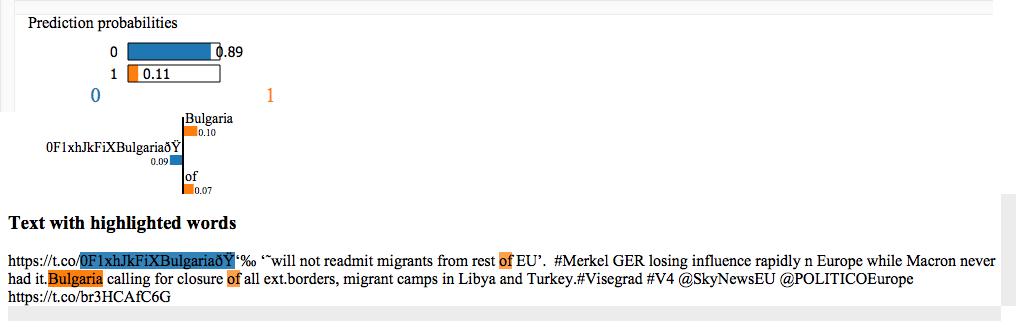 Prediction probabilities
0 0.89
1 0.11
0 1
Bulgaria
0.10
0F1xhJkFiXBulgariaðŸ
0.09
of
0.07
Text with highlighted words
https://t.co/0F1xhJkFiXBulgariaðŸ‘‰ ‘˜will not readmit migrants from rest of EU’. #Merkel GER losing influence rapidly n Europe while Macron never
had it.Bulgaria calling for closure of all ext.borders, migrant camps in Libya and Turkey.#Visegrad #V4 @SkyNewsEU @POLITICOEurope
https://t.co/br3HCAfC6G